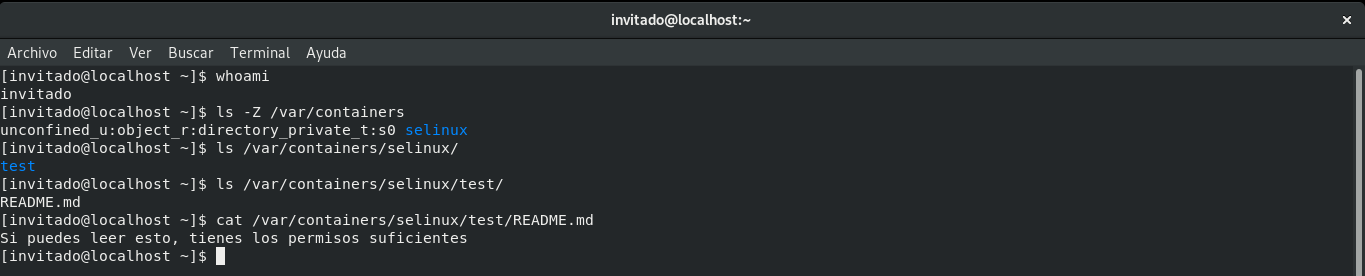 invitado@localhost:~
×
Archivo Editar Ver Buscar Terminal Ayuda
[invitado@localhost ~]$ whoami
invitado
[invitado@localhost ~]$ ls -Z /var/containers
unconfined_u:object_r:directory_private_t:s0 selinux
[invitado@localhost ~]$ ls /var/containers/selinux/
test
[invitado@localhost ~]$ ls /var/containers/selinux/test/
README.md
[invitado@localhost ~]$ cat /var/containers/selinux/test/README.md
Si puedes leer esto, tienes los permisos suficientes
[invitado@localhost ~]$